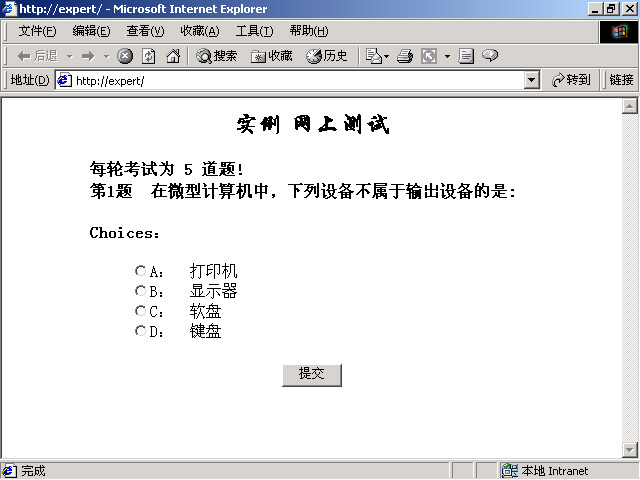 http://expert/ - Microsoft Internet Explorer
文件(F) 编辑(E) 查看(V) 收藏(A) 工具(T) 帮助(H)
后退 搜索 收藏 历史
地址(D) http://expert/ 转到 链接
实例 网上测试
每轮考试为 5 道题!
第1题 在微型计算机中，下列设备不属于输出设备的是:
Choices:
A: 打印机
B: 显示器
C: 软盘
D: 键盘
提交
完成 本地 Intranet